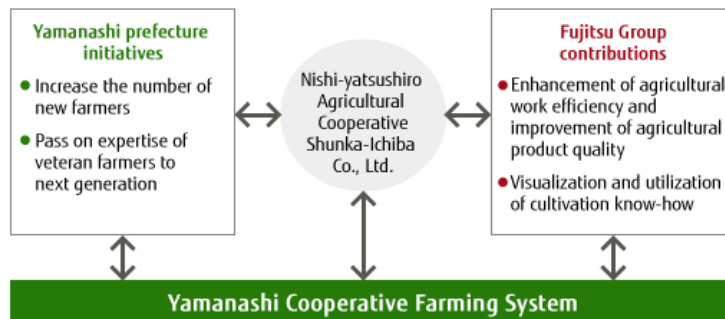 Yamanashi prefecture
initiatives
● Increase the number of
new farmers
● Pass on expertise of
veteran farmers to
next generation
Nishi-yatsushiro
Agricultural
Cooperative
Shunka-Ichiba
Co., Ltd.
Fujitsu Group
contributions
● Enhancement of agricultural
work efficiency and
improvement of agricultural
product quality
● Visualization and utilization
of cultivation know-how
Yamanashi Cooperative Farming System